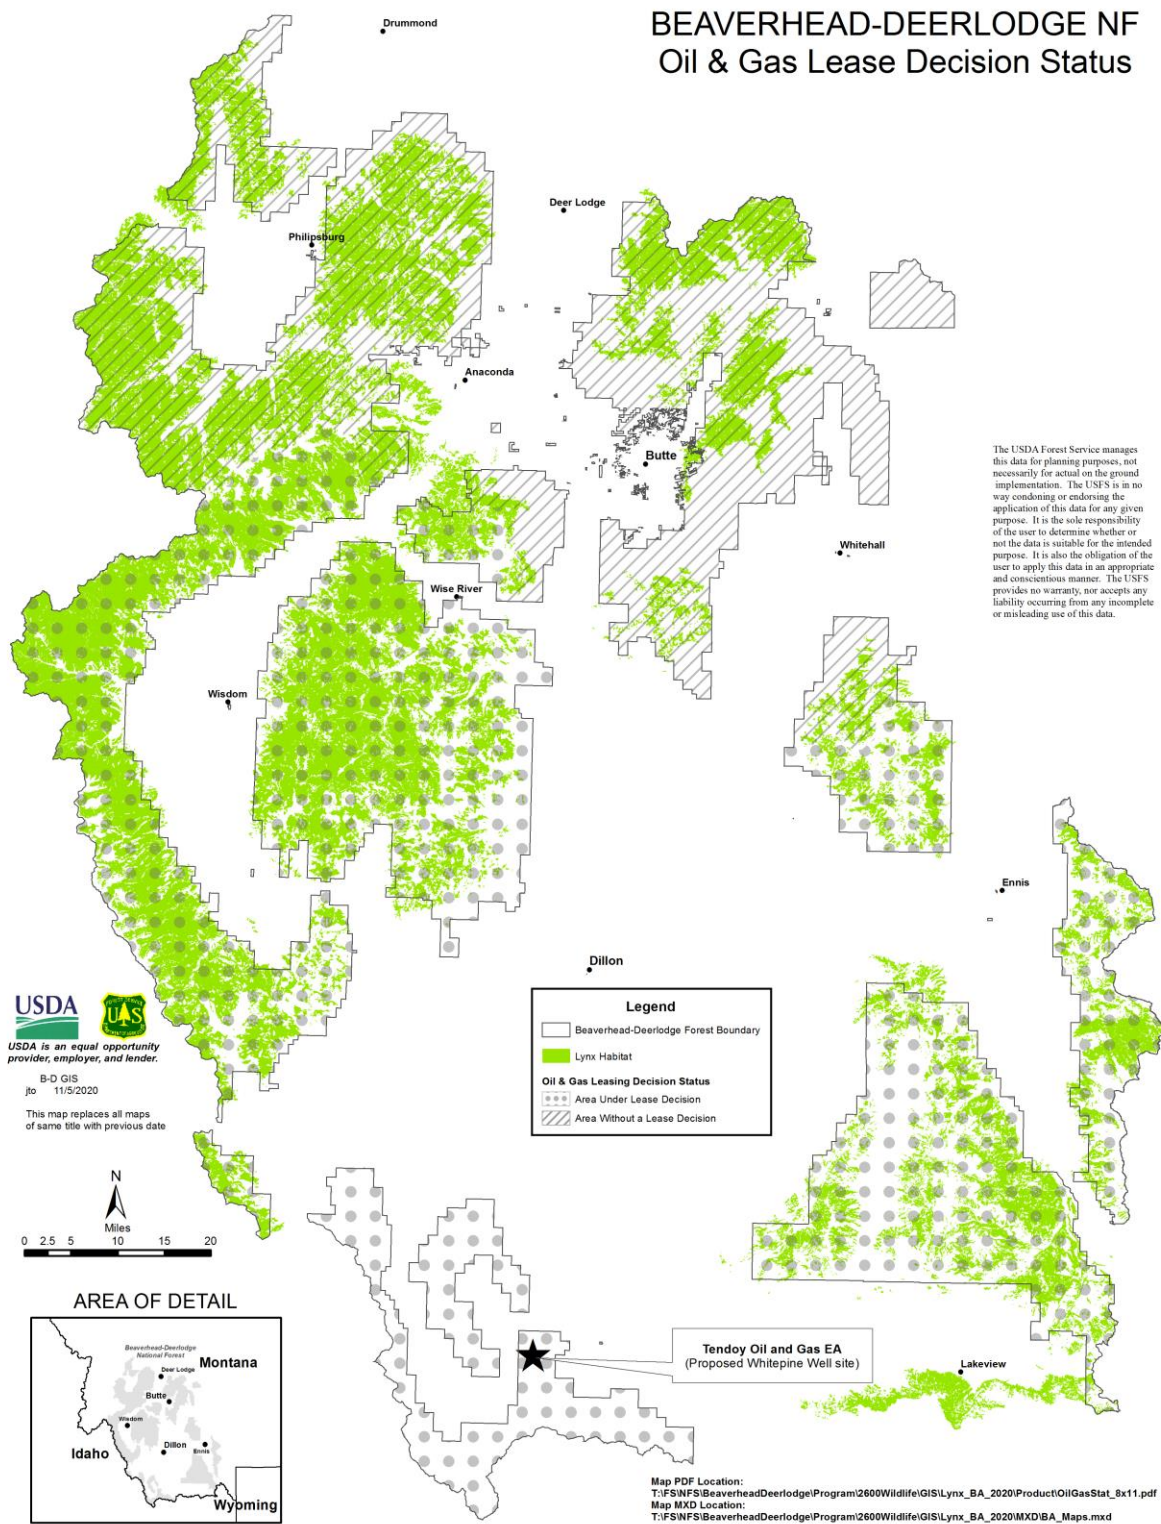 BEAVERHEAD-DEERLODGE NF
Oil & Gas Lease Decision Status
Drummond
Deer Lodge
Philipsburg
Anaconda
Butte
The USDA Forest Service manages
this data for planning purposes, not
necessarily for actual on the ground
implementation. The USFS is in no
way condoning or endorsing the
application of this data for any given
purpose. It is the sole responsibility
of the user to determine whether or
not the data is suitable for the intended
purpose. It is also the obligation of the
user to apply this data in an appropriate
and conscientious manner. The USFS
provides no warranty, nor accepts any
liability occurring from any incomplete
or misleading use of this data.
Whitehall
Wise River
Wisdom
Ennis
Dillon
Legend
Beaverhead-Deerlodge Forest Boundary
Lynx Habitat
Oil & Gas Leasing Decision Status
Area Under Lease Decision
Area Without a Lease Decision
USDA
U S
USDA is an equal opportunity
provider, employer, and lender.
B-D GIS
jto 11/5/2020
This map replaces all maps
of same title with previous date
N
Miles
0 2.5 5 10 15 20
Tendoy Oil and Gas EA
(Proposed Whitepine Well site)
Lakeview
AREA OF DETAIL
Beaverhead-Deerlodge
National Forest
Montana
Deer Lodge
Butte
Wisdom
Dillon
Ennis
Idaho
Wyoming
Map PDF Location:
T:\FS\NFS\BeaverheadDeerlodge\Program\2600Wildlife\GIS\Lynx_BA_2020\Product\OilGasStat_8x11.pdf
Map MXD Location:
T:\FS\NFS\BeaverheadDeerlodge\Program\2600Wildlife\GIS\Lynx_BA_2020\MXD\BA_Maps.mxd